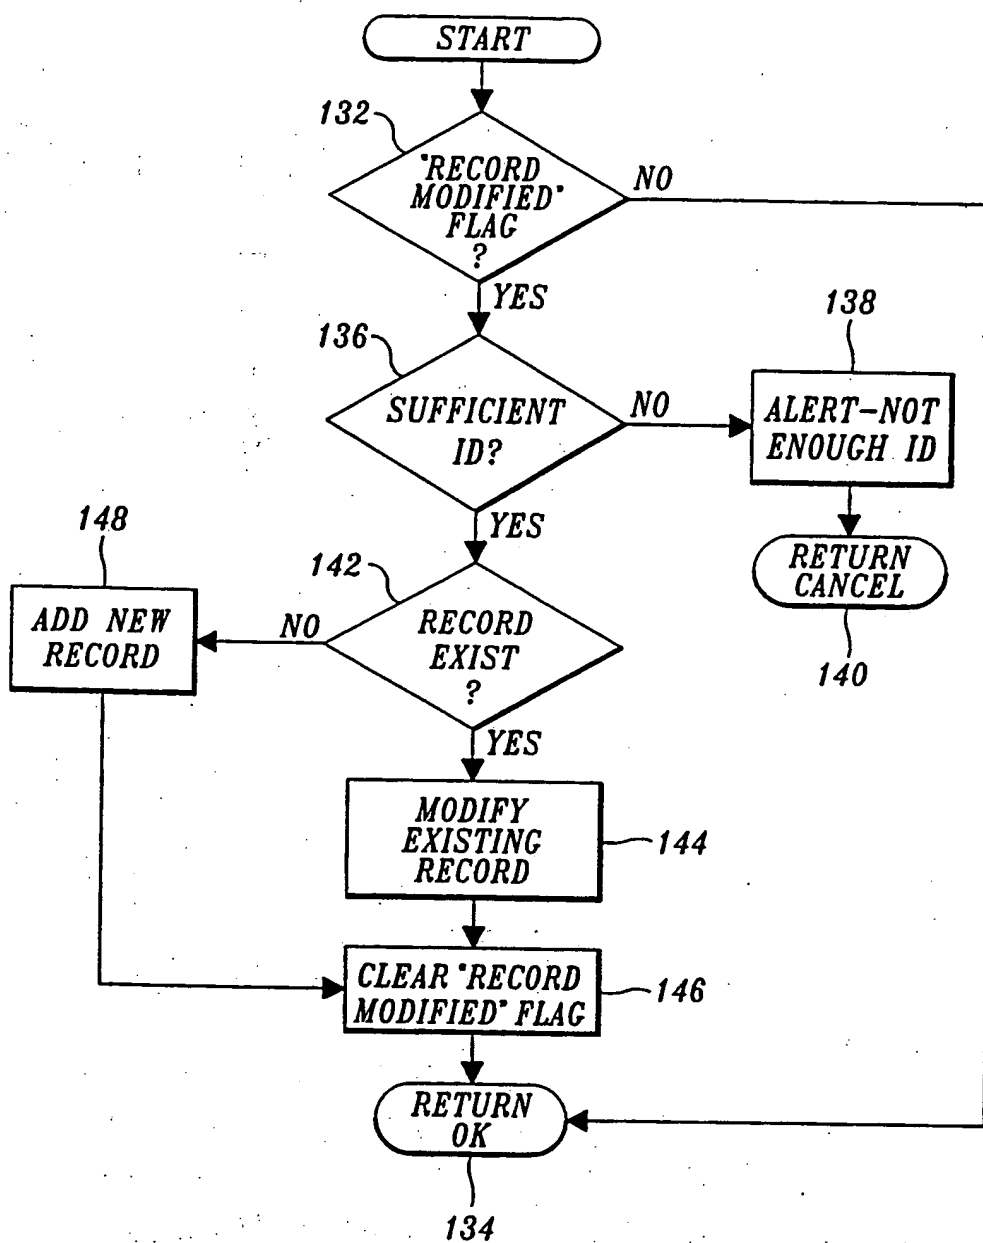 START
132
"RECORD
MODIFIED"
FLAG
?
NO
YES
136
SUFFICIENT
ID?
NO
138
ALERT-NOT
ENOUGH ID
YES
RETURN
CANCEL
140
148
ADD NEW
RECORD
142
NO
RECORD
EXIST
?
YES
MODIFY
EXISTING
RECORD
144
CLEAR "RECORD
MODIFIED" FLAG
146
RETURN
OK
134